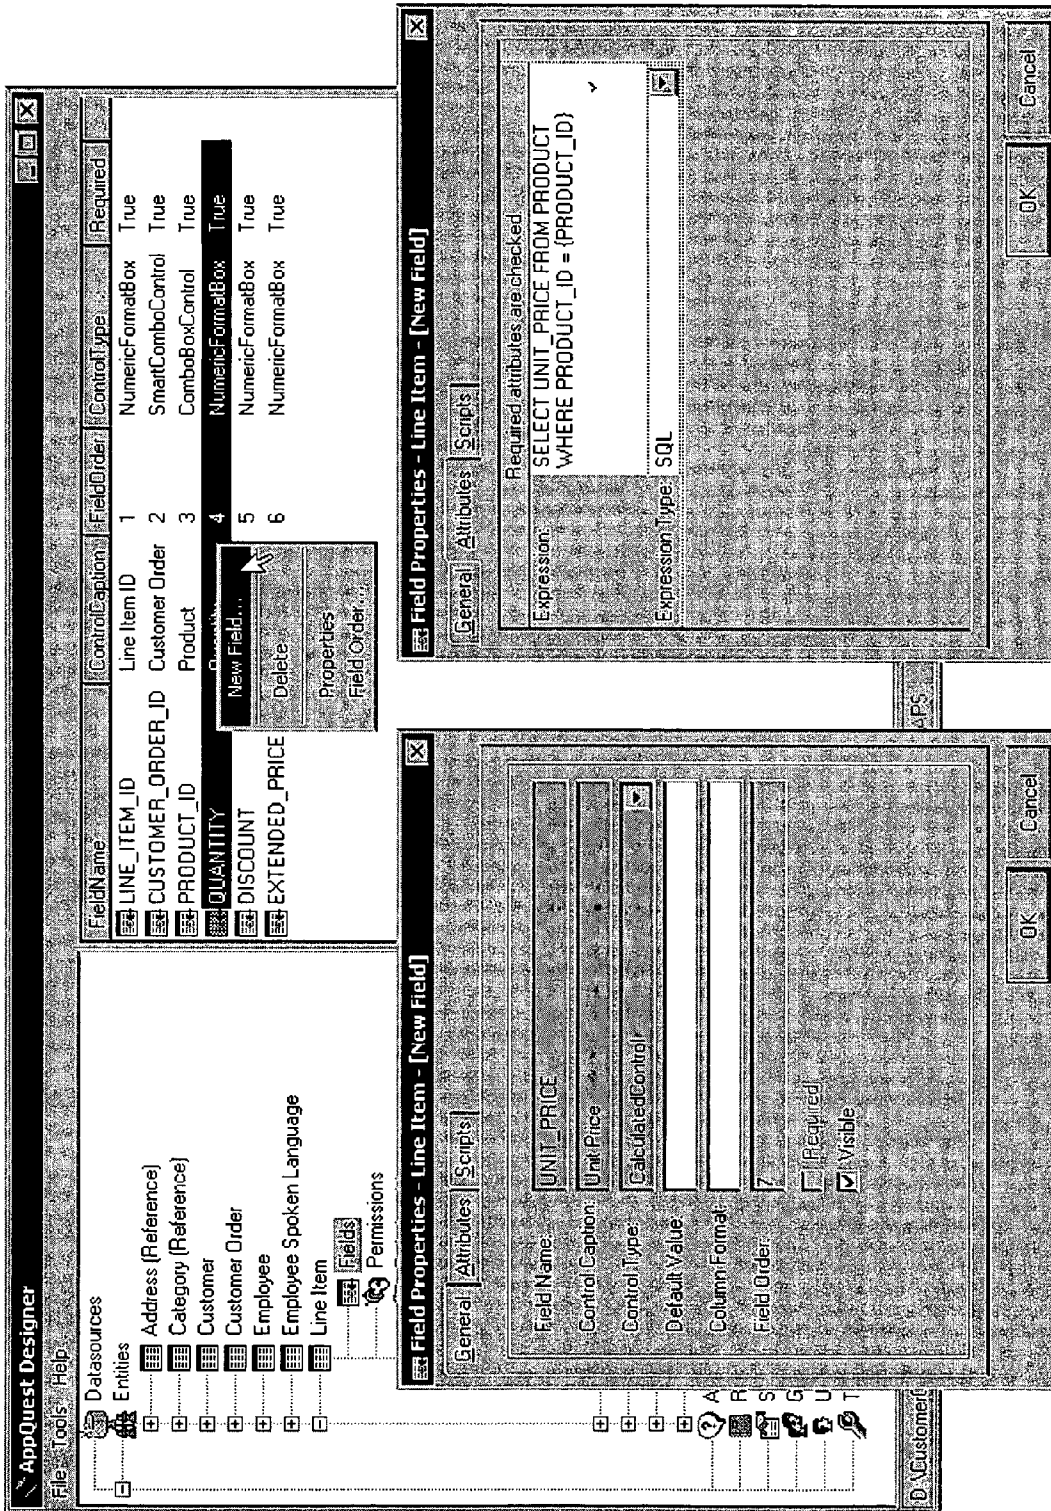 AppQuest Designer
File Tools Help
Datasources
Entities
Address (Reference)
Category (Reference)
Customer
Customer Order
Employee
Employee Spoken Language
Line Item
Fields
Permissions
A
R
S
G
U
T
D:\Customer
APS
FieldName ControlCaption FieldOrder ControlType Required
LINE_ITEM_ID Line Item ID 1 NumericFormatBox True
CUSTOMER_ORDER_ID Customer Order 2 SmartComboControl True
PRODUCT_ID Product 3 ComboBoxControl True
QUANTITY 4 NumericFormatBox True
DISCOUNT 5 NumericFormatBox True
EXTENDED_PRICE 6 NumericFormatBox True
New Field...
Delete
Properties
Field Order...
Field Properties - Line Item - [New Field]
General Attributes Scripts
Field Name: UNIT_PRICE
Control Caption: Unit Price
Control Type: CalculatedControl
Default Value:
Column Format:
Field Order: 7
Required
Visible
OK Cancel
Field Properties - Line Item - [New Field]
General Attributes Scripts
Required attributes are checked
Expression: SELECT UNIT_PRICE FROM PRODUCT
WHERE PRODUCT_ID = {PRODUCT_ID}
Expression Type: SQL
OK Cancel